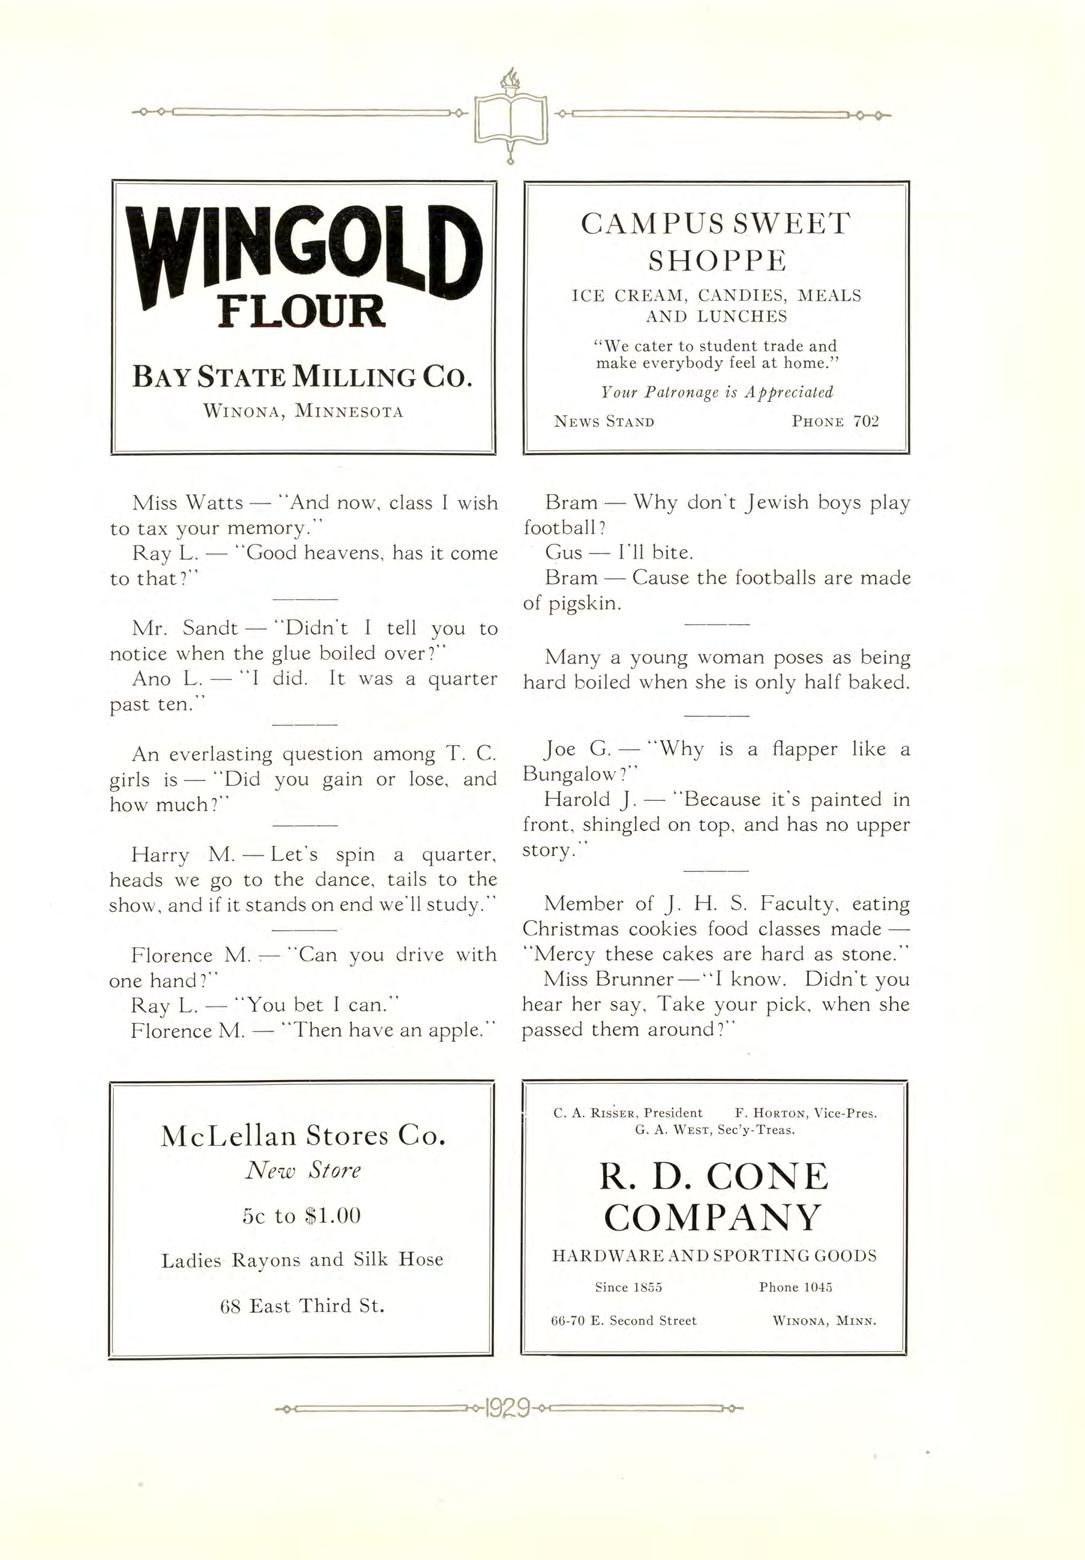 WINGOLD
FLOUR
BAY STATE MILLING CO.
WINONA, MINNESOTA
CAMPUS SWEET
SHOPPE
ICE CREAM, CANDIES, MEALS
AND LUNCHES
"We cater to student trade and
make everybody feel at home."
Your Patronage is Appreciated
NEWS STAND PHONE 702
Miss Watts — "And now, class I wish
to tax your memory."
Ray L. — "Good heavens, has it come
to that?"
Mr. Sandt — "Didn't I tell you to
notice when the glue boiled over?"
Ano L. — "I did. It was a quarter
past ten."
An everlasting question among T. C.
girls is — "Did you gain or lose, and
how much?"
Harry M. — Let's spin a quarter,
heads we go to the dance, tails to the
show, and if it stands on end we'll study."
Florence M. — "Can you drive with
one hand?"
Ray L. — "You bet I can."
Florence M. — "Then have an apple."
Bram — Why don't Jewish boys play
football?
Gus — I'll bite.
Bram — Cause the footballs are made
of pigskin.
Many a young woman poses as being
hard boiled when she is only half baked.
Joe G. — "Why is a flapper like a
Bungalow?"
Harold J. — "Because it's painted in
front, shingled on top, and has no upper
story."
Member of J. H. S. Faculty, eating
Christmas cookies food classes made —
"Mercy these cakes are hard as stone."
Miss Brunner — "I know. Didn't you
hear her say, Take your pick, when she
passed them around?"
McLellan Stores Co.
New Store
5c to $1.00
Ladies Rayons and Silk Hose
68 East Third St.
C. A. RISSER, President F. HORTON, Vice-Pres.
G. A. WEST, Sec'y-Treas.
R. D. CONE
COMPANY
HARDWARE AND SPORTING GOODS
Since 1855 Phone 1045
66-70 E. Second Street WINONA, MINN.
1929